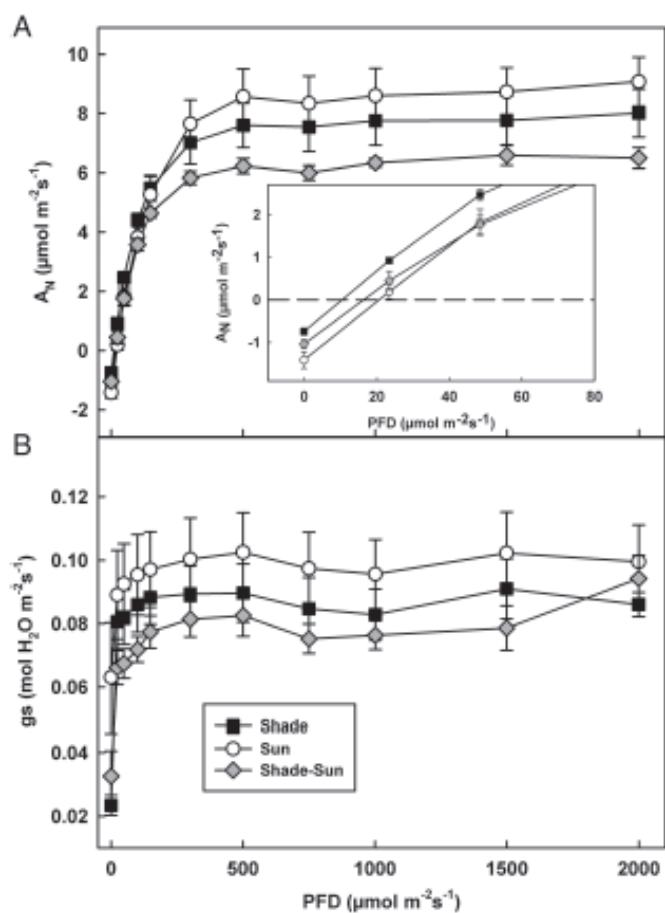 A
10
8
6
4
2
0
-2
A_N (μmol m⁻²s⁻¹)
2
1
0
-1
A_N (μmol m⁻²s⁻¹)
0 20 40 60 80
PFD (μmol m⁻²s⁻¹)
B
0.12
0.10
0.08
0.06
0.04
0.02
gs (mol H₂O m⁻²s⁻¹)
Shade
Sun
Shade-Sun
0 500 1000 1500 2000
PFD (μmol m⁻²s⁻¹)